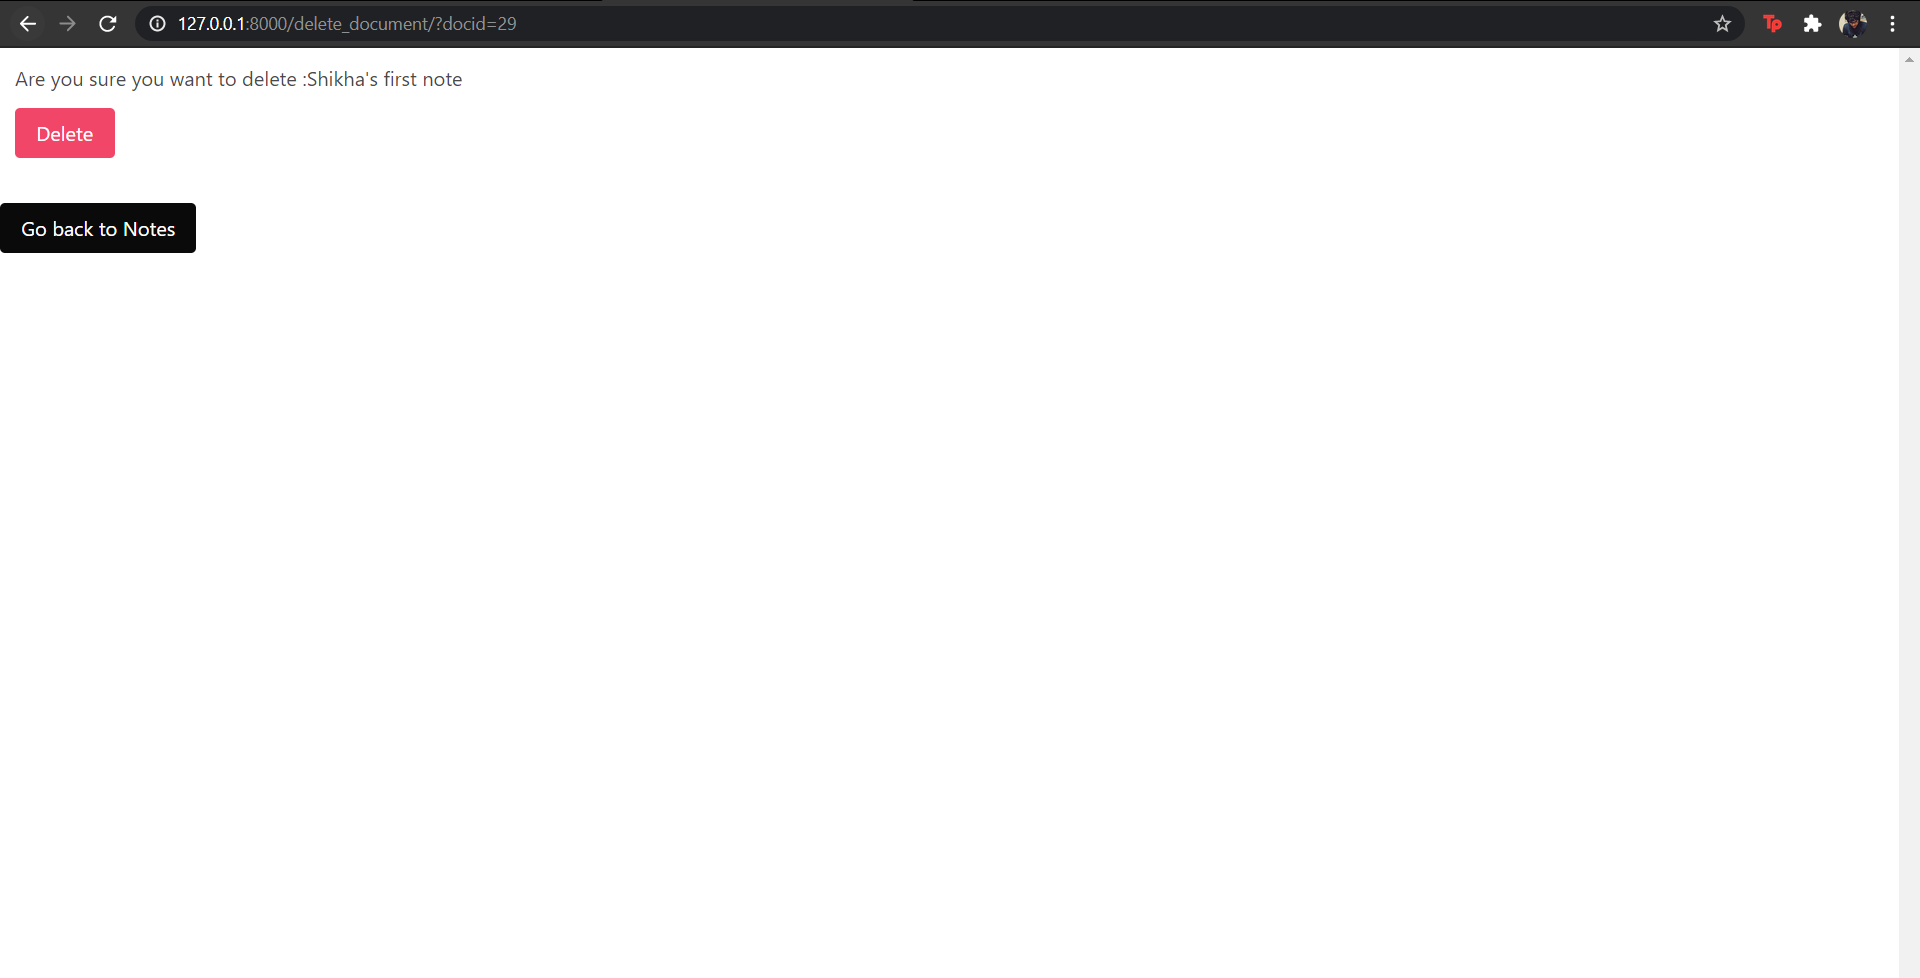 127.0.0.1:8000/delete_document/?docid=29
Tp
Are you sure you want to delete :Shikha's first note
Delete
Go back to Notes